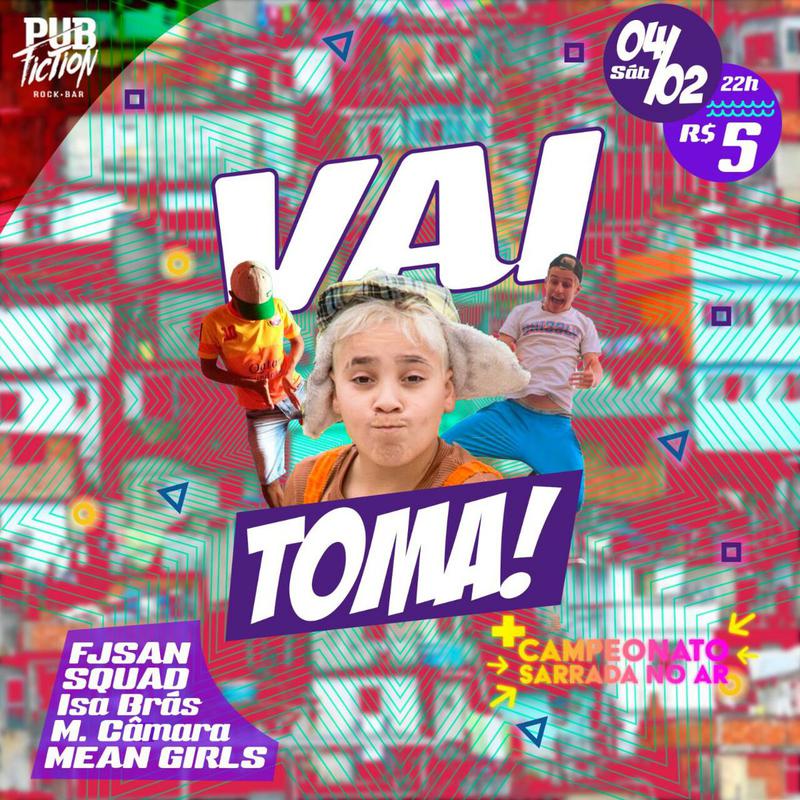 PUB
FICTION
ROCK•BAR
Sáb
04/02
22h
R$ 5
VAI
TOMA!
FJSAN
SQUAD
Isa Brás
M. Câmara
MEAN GIRLS
+CAMPEONATO
SARRADA NO AR